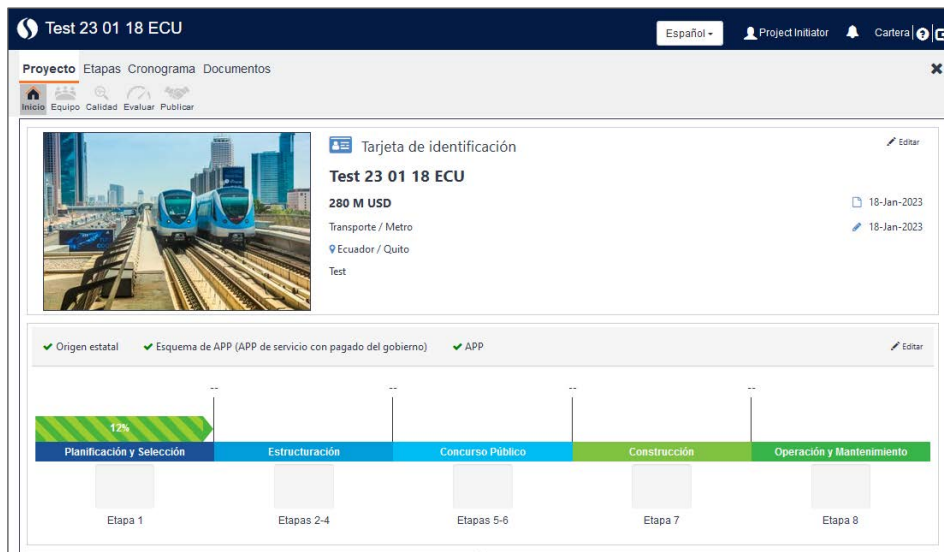 Test 23 01 18 ECU
Español
Project Initiator
Cartera
Proyecto Etapas Cronograma Documentos
Inicio Equipo Calidad Evaluar Publicar
Tarjeta de identificación
Editar
Test 23 01 18 ECU
280 M USD
18-Jan-2023
Transporte / Metro
18-Jan-2023
Ecuador / Quito
Test
Origen estatal
Esquema de APP (APP de servicio con pagado del gobierno)
APP
Editar
-- -- -- --
12%
Planificación y Selección
Estructuración
Concurso Público
Construcción
Operación y Mantenimiento
Etapa 1
Etapas 2-4
Etapas 5-6
Etapa 7
Etapa 8